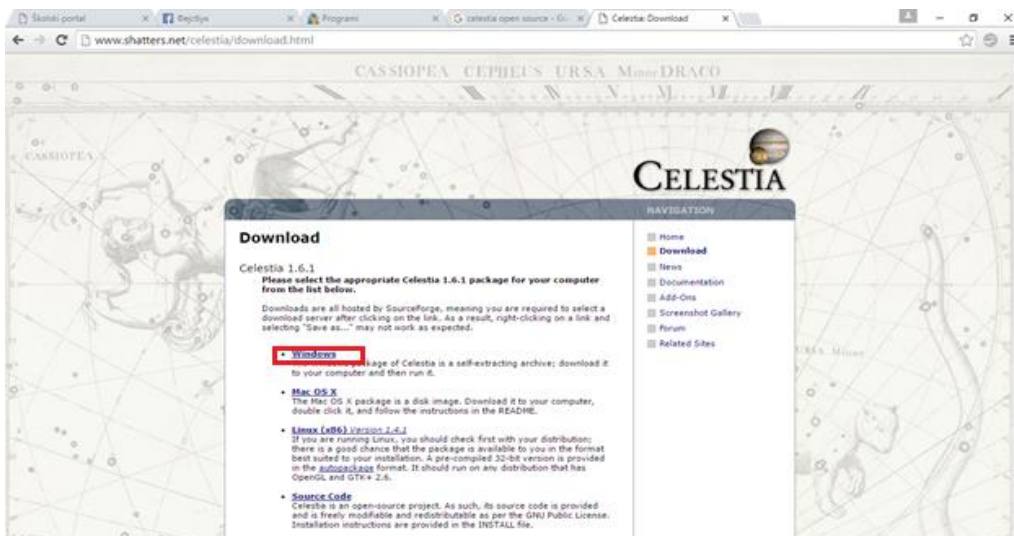 Školski portal
Dejcliye
Programi
celestia open source - G
Celestia: Download
www.shatters.net/celestia/download.html
CASSIOPEA CEPHEUS URSA Minor DRACO
CASSIOPEA
CELESTIA
NAVIGATION
Home
Download
News
Documentation
Add-Ons
Screenshot Gallery
Forum
Related Sites
URSA Minor
Download
Celestia 1.6.1
Please select the appropriate Celestia 1.6.1 package for your computer
from the list below.
Downloads are all hosted by SourceForge, meaning you are required to select a
download server after clicking on the link. As a result, right-clicking on a link and
selecting "Save as..." may not work as expected.
• Windows
package of Celestia is a self-extracting archive; download it
to your computer and then run it.
• Mac OS X
The Mac OS X package is a disk image. Download it to your computer,
double click it, and follow the instructions in the README.
• Linux (x86) Version 1.4.1
If you are running Linux, you should check first with your distribution;
there is a good chance that the package is available to you in the format
best suited to your installation. A pre-compiled 32-bit version is provided
in the autopackage format. It should run on any distribution that has
OpenGL and GTK+ 2.6.
• Source Code
Celestia is an open-source project. As such, its source code is provided
and is freely modifiable and redistributable as per the GNU Public License.
Installation instructions are provided in the INSTALL file.